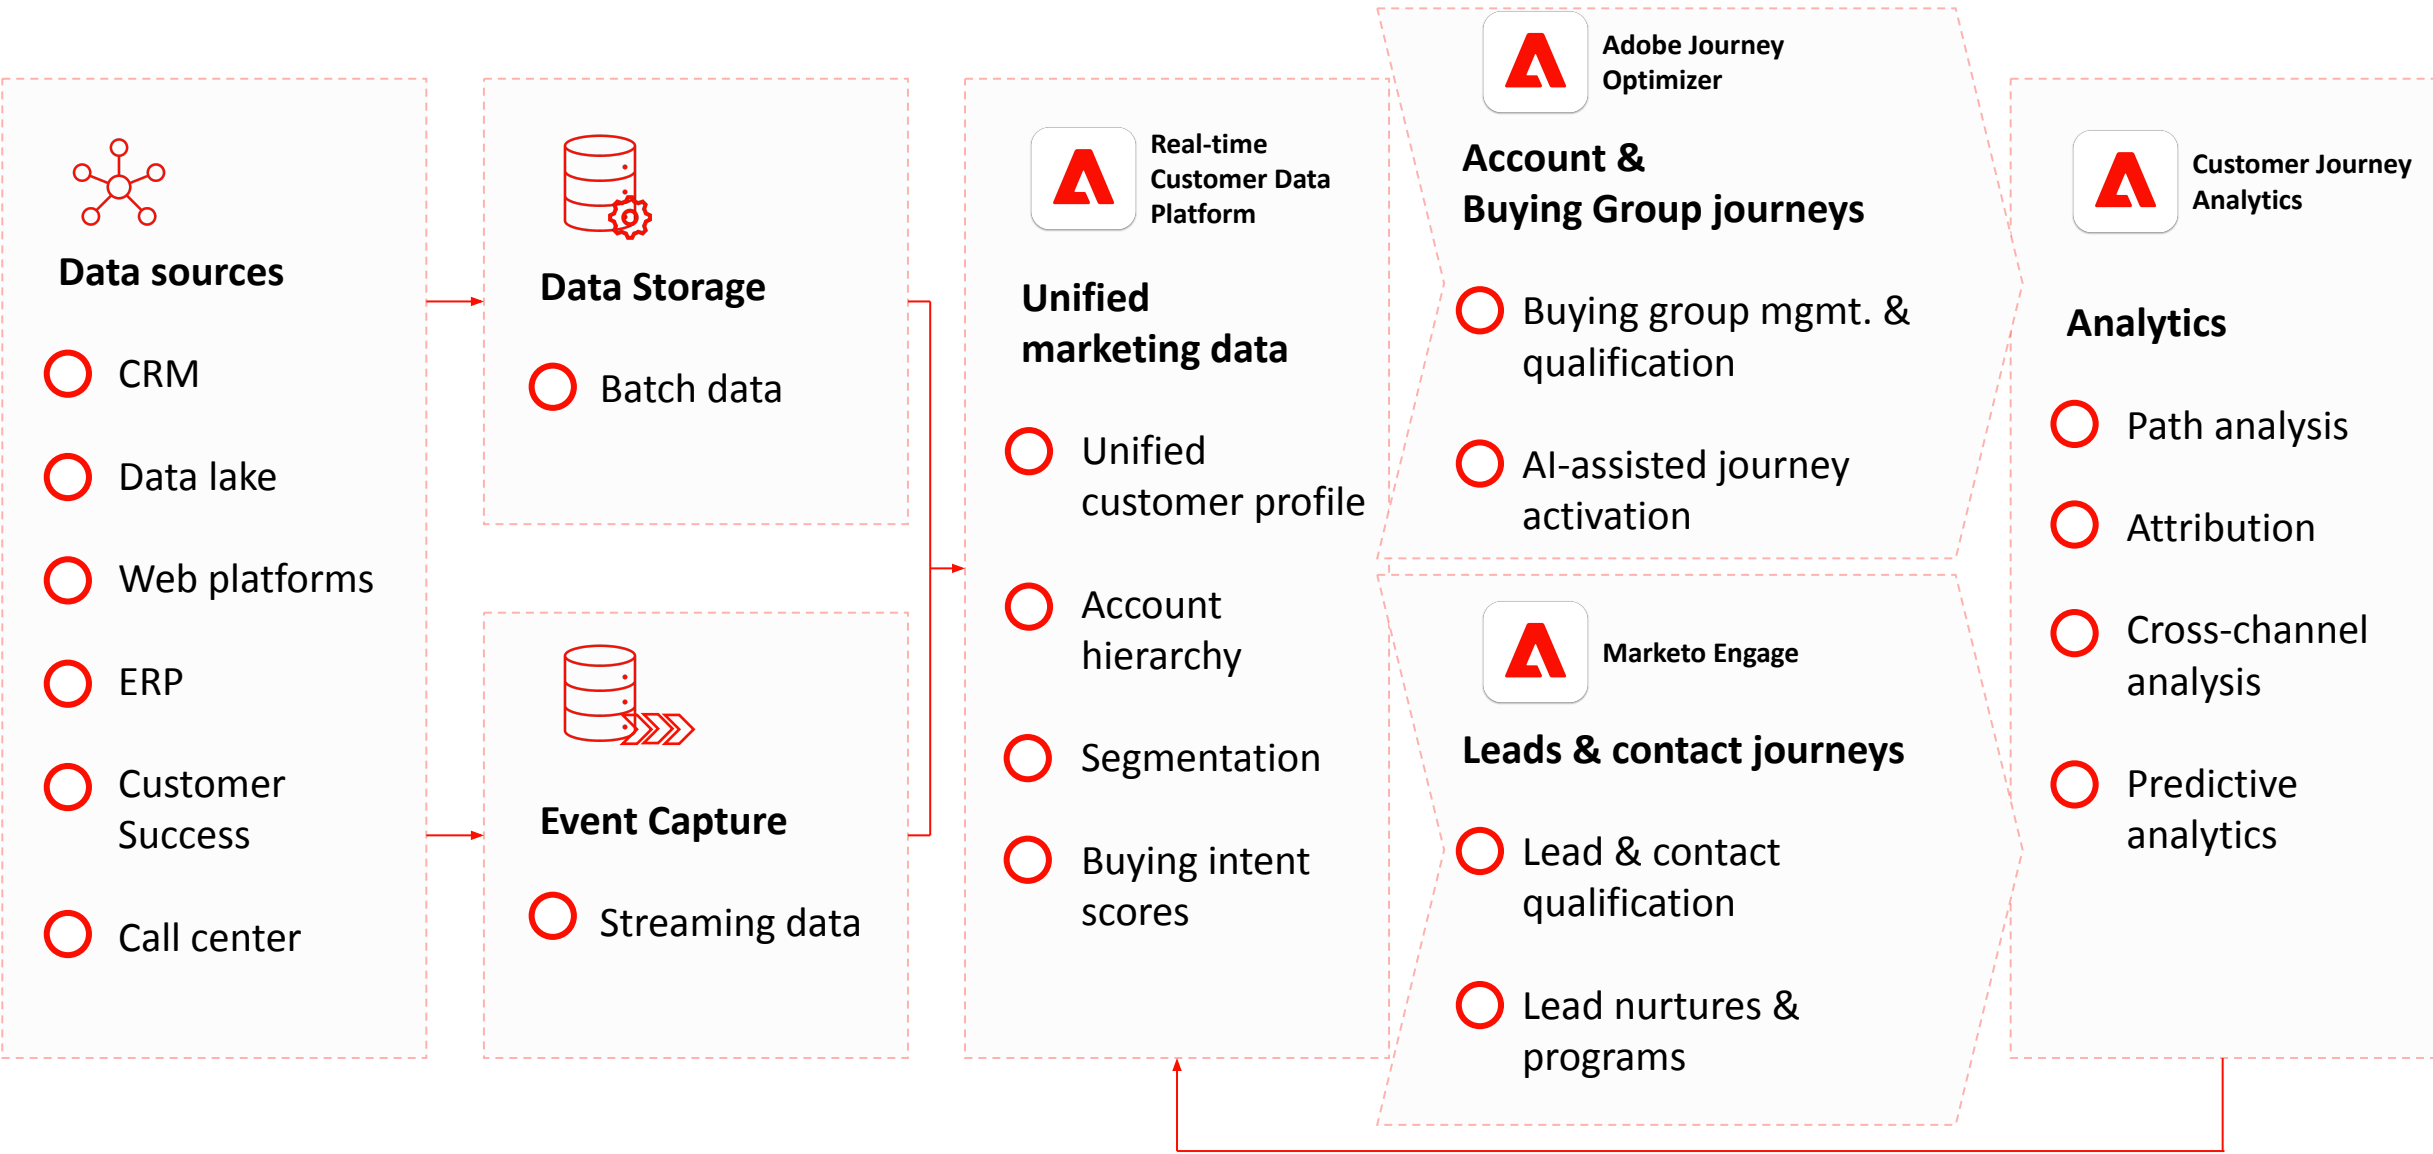 Data sources
CRM
Data lake
Web platforms
ERP
Customer
Success
Call center
Data Storage
Batch data
Event Capture
Streaming data
Real-time
Customer Data
Platform
Unified
marketing data
Unified
customer profile
Account
hierarchy
Segmentation
Buying intent
scores
Adobe Journey
Optimizer
Account &
Buying Group journeys
Buying group mgmt. &
qualification
AI-assisted journey
activation
Marketo Engage
Leads & contact journeys
Lead & contact
qualification
Lead nurtures &
programs
Customer Journey
Analytics
Analytics
Path analysis
Attribution
Cross-channel
analysis
Predictive
analytics